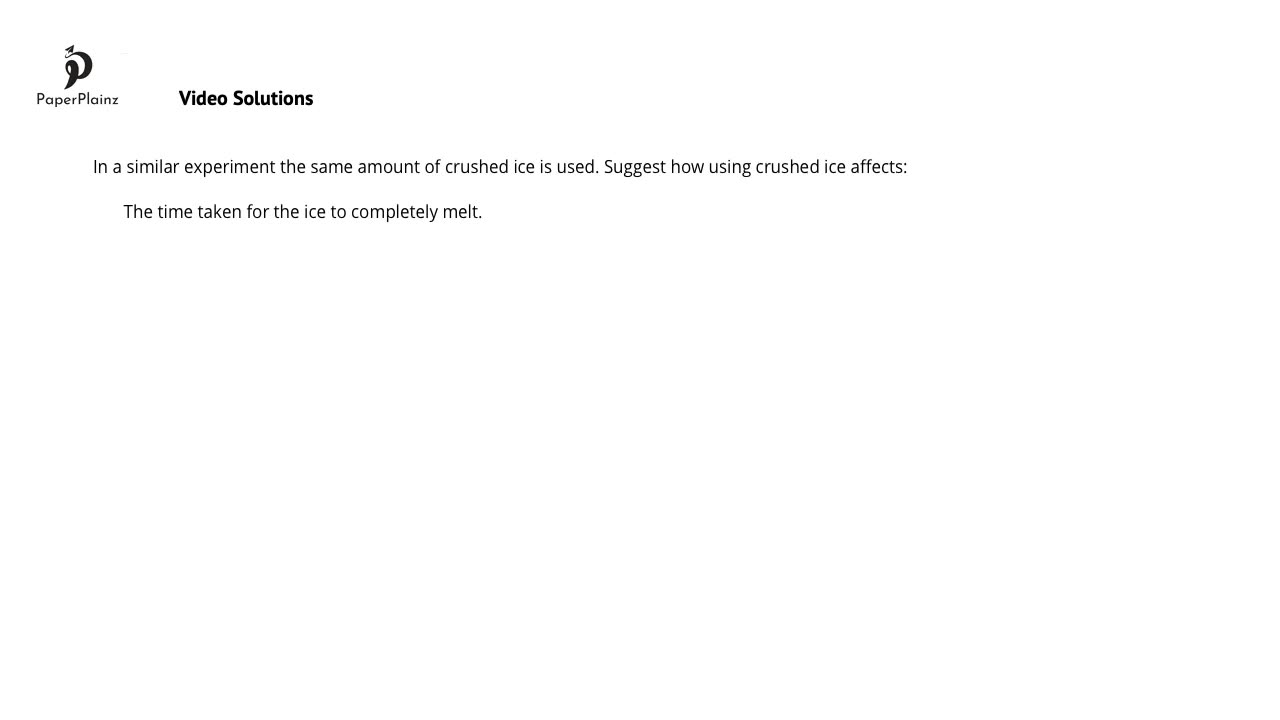 PaperPlainz
Video Solutions
In a similar experiment the same amount of crushed ice is used. Suggest how using crushed ice affects:
The time taken for the ice to completely melt.